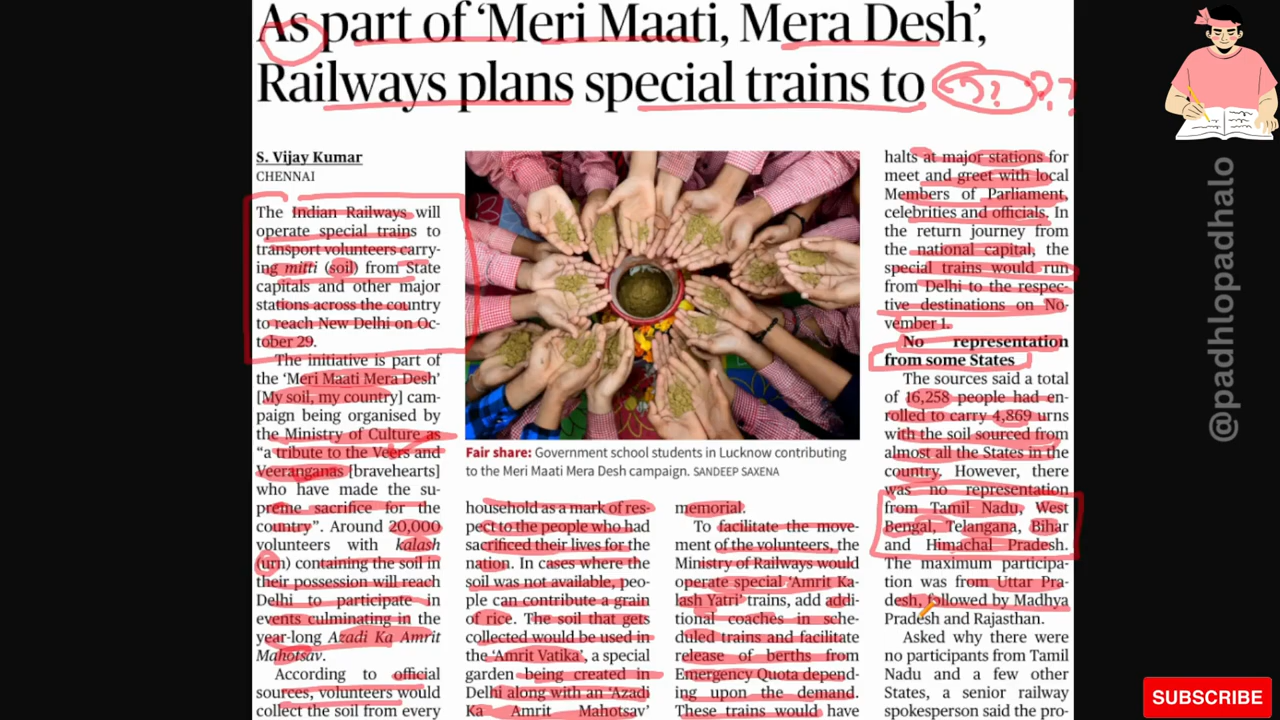 As part of ‘Meri Maati, Mera Desh’,
Railways plans special trains to
?
? ?
S. Vijay Kumar
CHENNAI
The Indian Railways will
operate special trains to
transport volunteers carry-
ing mitti (soil) from State
capitals and other major
stations across the country
to reach New Delhi on Oc-
tober 29.
The initiative is part of
the ‘Meri Maati Mera Desh’
[My soil, my country] cam-
paign being organised by
the Ministry of Culture as
“a tribute to the Veers and
Veeranganas [bravehearts]
who have made the su-
preme sacrifice for the
country”. Around 20,000
volunteers with kalash
(urn) containing the soil in
their possession will reach
Delhi to participate in
events culminating in the
year-long Azadi Ka Amrit
Mahotsav.
According to official
sources, volunteers would
collect the soil from every
Fair share: Government school students in Lucknow contributing
to the Meri Maati Mera Desh campaign. SANDEEP SAXENA
household as a mark of res-
pect to the people who had
sacrificed their lives for the
nation. In cases where the
soil was not available, peo-
ple can contribute a grain
of rice. The soil that gets
collected would be used in
the ‘Amrit Vatika’, a special
garden being created in
Delhi along with an ‘Azadi
Ka Amrit Mahotsav’
memorial.
To facilitate the move-
ment of the volunteers, the
Ministry of Railways would
operate special ‘Amrit Ka-
lash Yatri’ trains, add addi-
tional coaches in sche-
duled trains and facilitate
release of berths from
Emergency Quota depend-
ing upon the demand.
These trains would have
halts at major stations for
meet and greet with local
Members of Parliament,
celebrities and officials. In
the return journey from
the national capital, the
special trains would run
from Delhi to the respec-
tive destinations on No-
vember 1.
No representation
from some States
The sources said a total
of 16,258 people had en-
rolled to carry 4,869 urns
with the soil sourced from
almost all the States in the
country. However, there
was no representation
from Tamil Nadu, West
Bengal, Telangana, Bihar
and Himachal Pradesh.
The maximum participa-
tion was from Uttar Pra-
desh, followed by Madhya
Pradesh and Rajasthan.
Asked why there were
no participants from Tamil
Nadu and a few other
States, a senior railway
spokesperson said the pro-
@padhlopadhalo
SUBSCRIBE